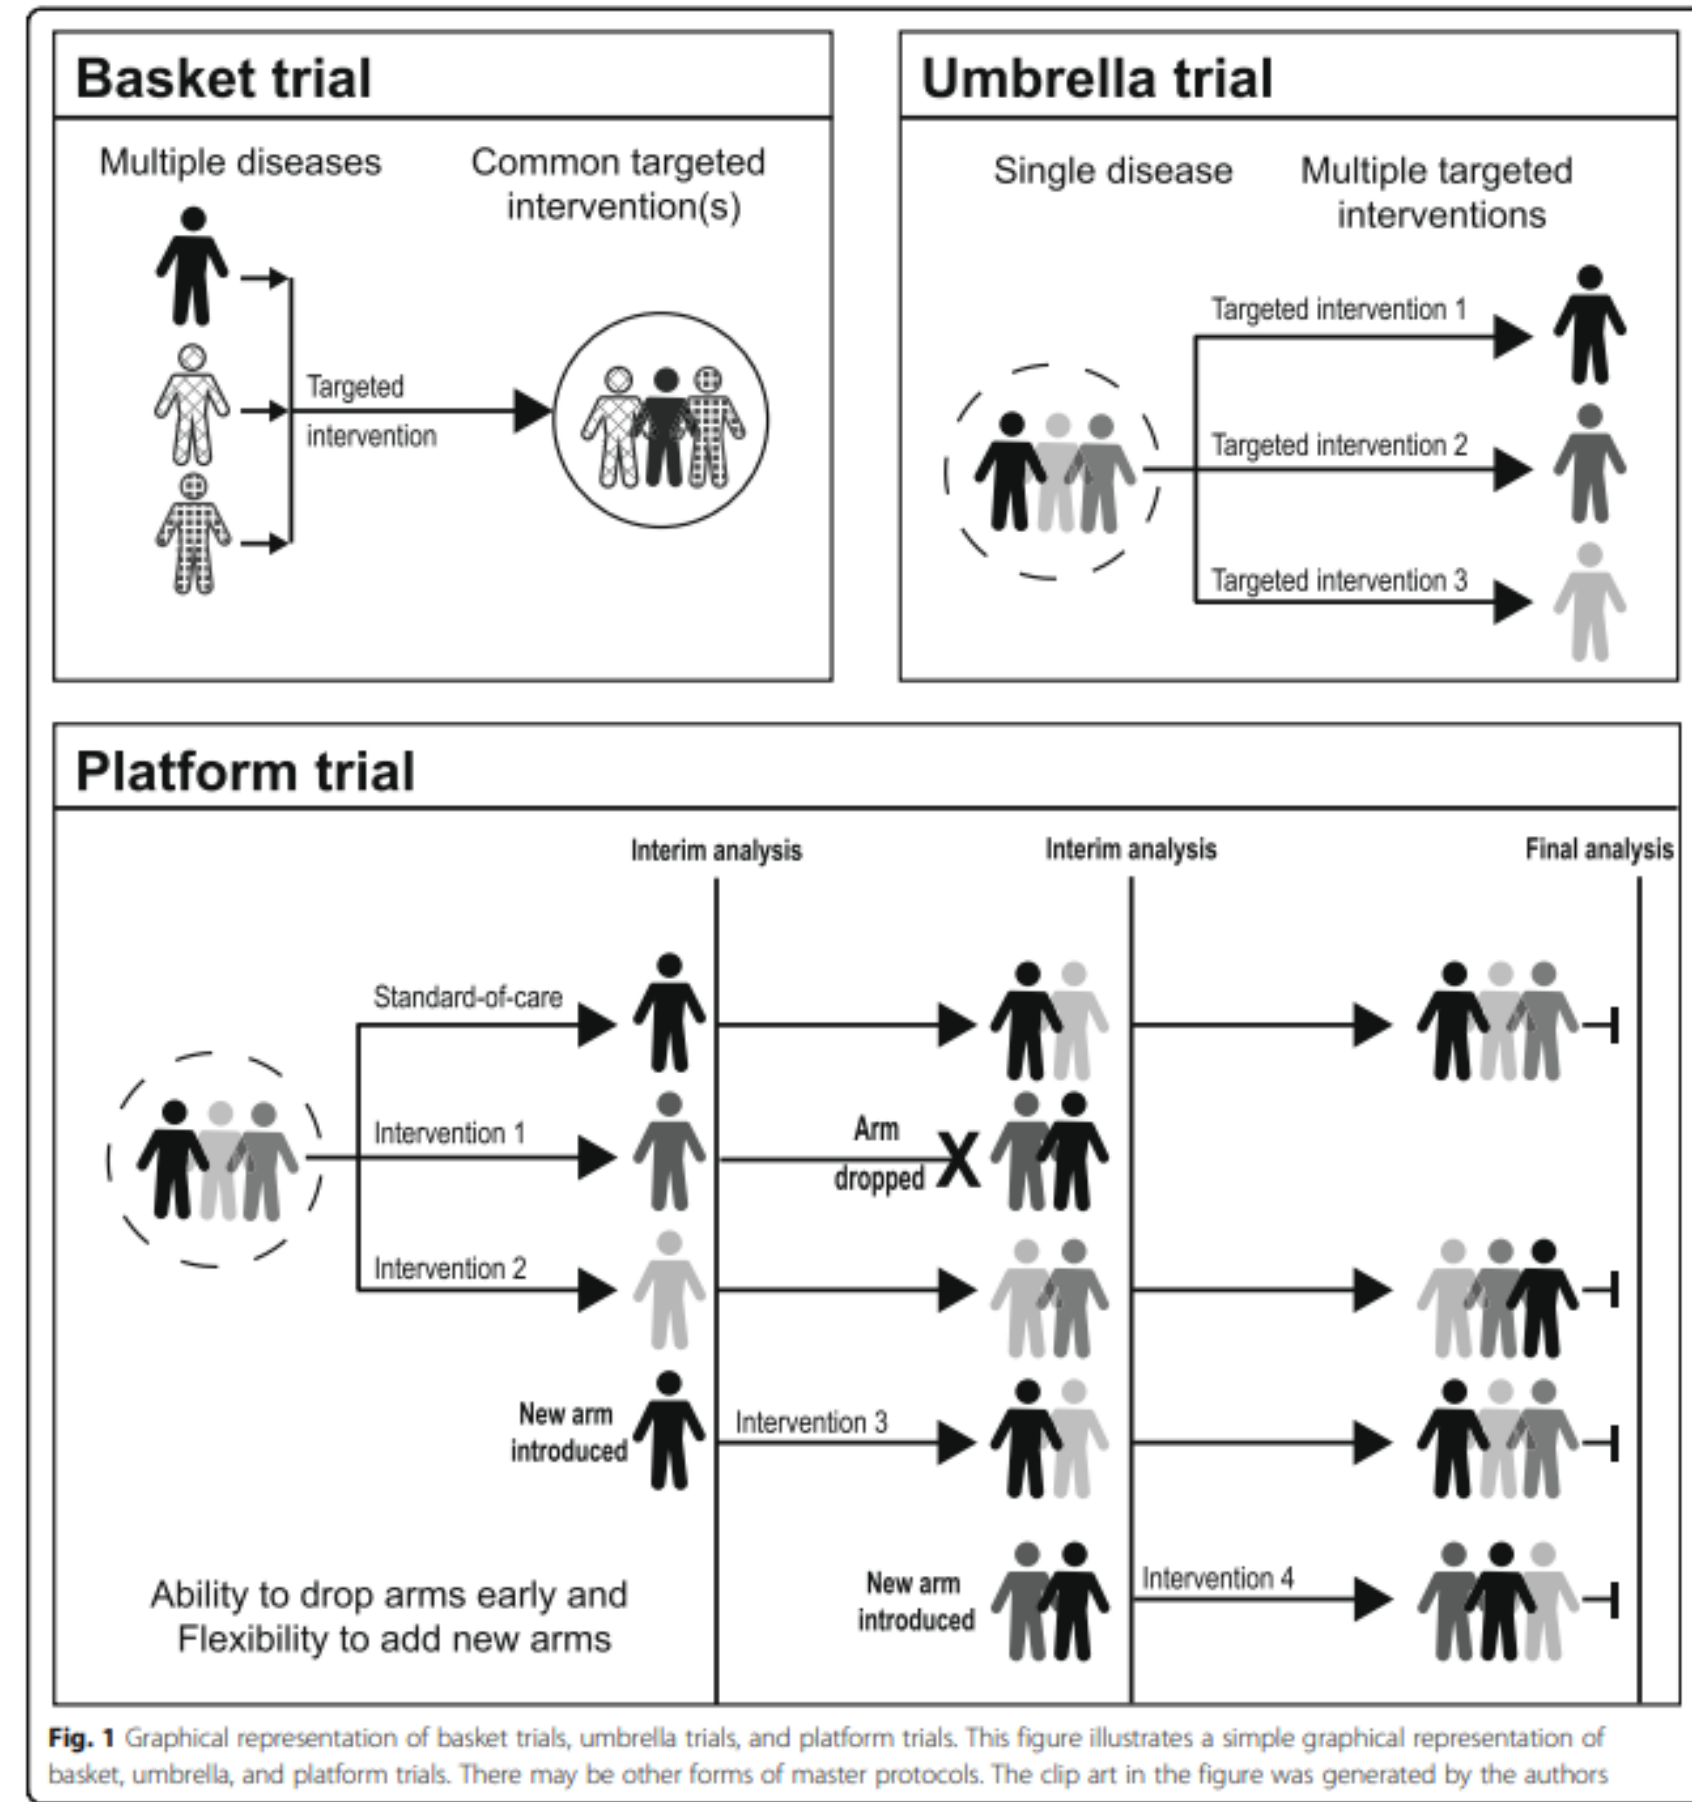 Basket trial
Multiple diseases
Common targeted
intervention(s)
Targeted
intervention
Umbrella trial
Single disease
Multiple targeted
interventions
Targeted intervention 1
Targeted intervention 2
Targeted intervention 3
Platform trial
Interim analysis
Interim analysis
Final analysis
Standard-of-care
Intervention 1
Arm
dropped
X
Intervention 2
New arm
introduced
Intervention 3
New arm
introduced
Intervention 4
Ability to drop arms early and
Flexibility to add new arms
Fig. 1 Graphical representation of basket trials, umbrella trials, and platform trials. This figure illustrates a simple graphical representation of
basket, umbrella, and platform trials. There may be other forms of master protocols. The clip art in the figure was generated by the authors